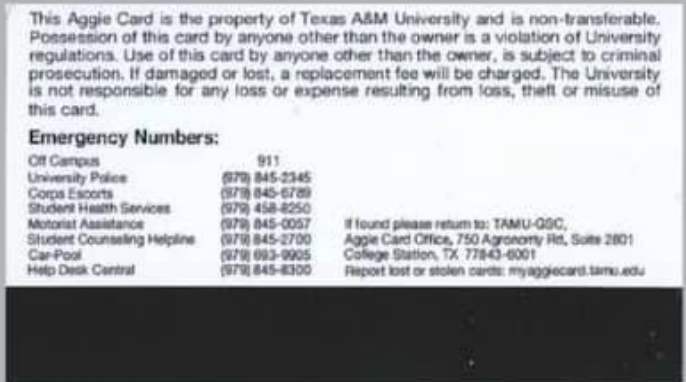 This Aggie Card is the property of Texas A&M University and is non-transferable.
Possession of this card by anyone other than the owner is a violation of University
regulations. Use of this card by anyone other than the owner, is subject to criminal
prosecution. If damaged or lost, a replacement fee will be charged. The University
is not responsible for any loss or expense resulting from loss, theft or misuse of
this card.
Emergency Numbers:
Off Campus 911
University Police (979) 845-2345
Corps Escorts (979) 845-6789
Student Health Services (979) 458-8250
Motorist Assistance (979) 845-0057 If found please return to: TAMU-GSC,
Student Counseling Helpline (979) 845-2700 Aggie Card Office, 750 Agronomy Rd, Suite 2801
Car-Pool (979) 693-9905 College Station, TX 77843-6001
Help Desk Central (979) 845-8300 Report lost or stolen cards: myaggiecard.tamu.edu